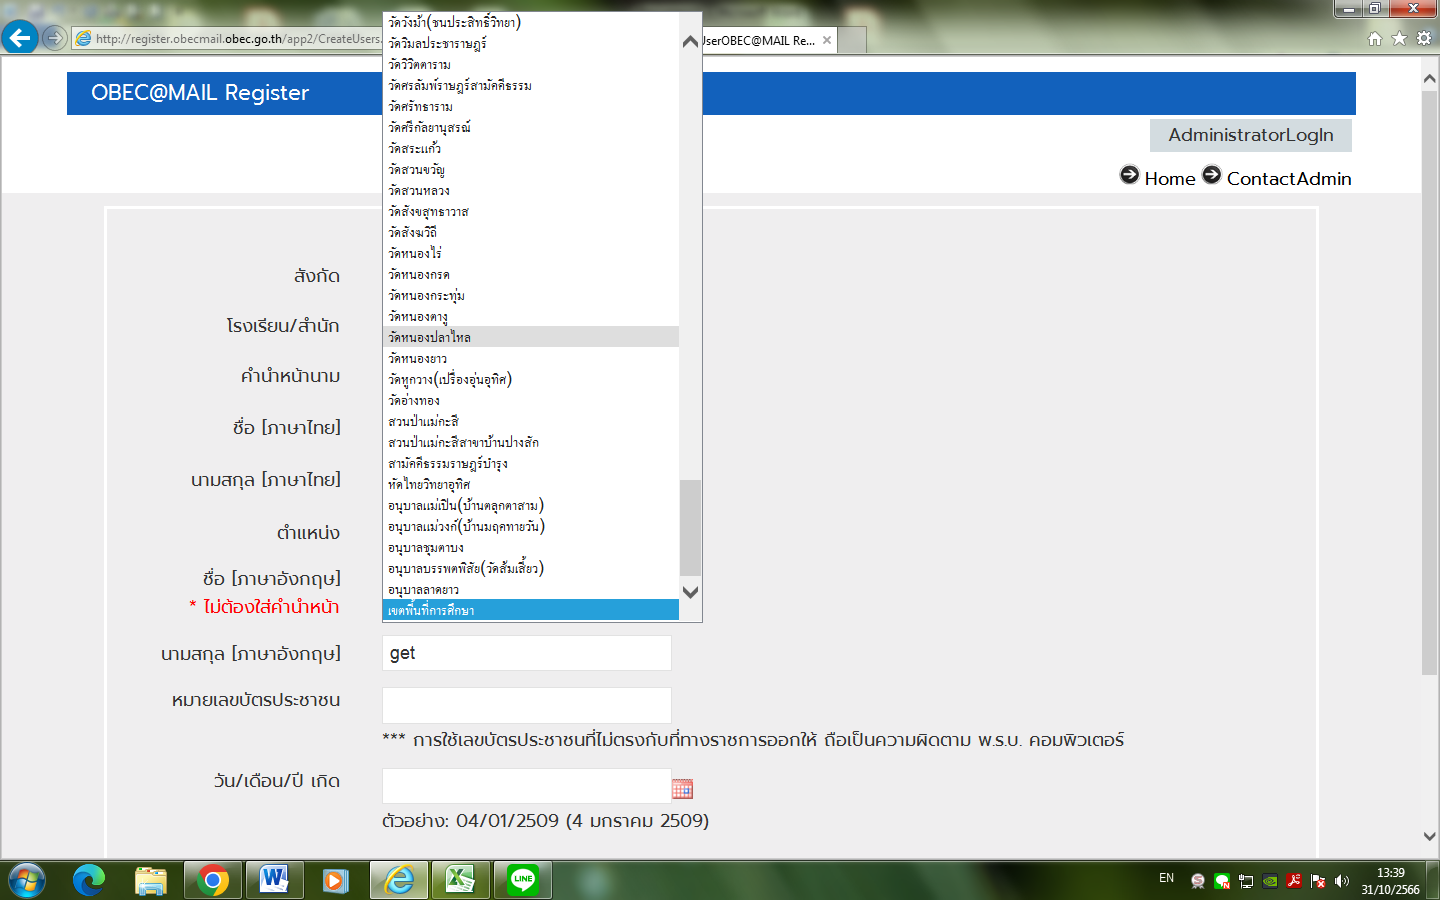 http://register.obecmail.obec.go.th/app2/CreateUsers.
UserOBEC@MAIL Re...
OBEC@MAIL Register
AdministratorLogIn
Home ContactAdmin
วัดวังม้า(ชนประสิทธิ์วิทยา)
วัดวิมลประชาราษฎร์
วัดวิวิตตาราม
วัดศรลัมพ์ราษฎร์สามัคคีธรรม
วัดศรัทธาราม
วัดศรีกัลยานุสรณ์
วัดสระแก้ว
วัดสวนขวัญ
วัดสวนหลวง
วัดสังขสุทธาวาส
วัดสังฆวิถี
วัดหนองไร่
วัดหนองกรด
วัดหนองกระทุ่ม
วัดหนองตางู
วัดหนองปลาไหล
วัดหนองยาว
วัดหูกวาง(เปรื่องอุ่นอุทิศ)
วัดอ่างทอง
สวนป่าแม่กะสี
สวนป่าแม่กะสีสาขาบ้านปางสัก
สามัคคีธรรมราษฎร์บำรุง
หัดไทยวิทยาอุทิศ
อนุบาลแม่เปิน(บ้านตลุกตาสาม)
อนุบาลแม่วงก์(บ้านมฤคทายวัน)
อนุบาลชุมตาบง
อนุบาลบรรพตพิสัย(วัดส้มเสี้ยว)
อนุบาลลาดยาว
เขตพื้นที่การศึกษา
สังกัด
โรงเรียน/สำนัก
คำนำหน้านาม
ชื่อ [ภาษาไทย]
นามสกุล [ภาษาไทย]
ตำแหน่ง
ชื่อ [ภาษาอังกฤษ]
* ไม่ต้องใส่คำนำหน้า
นามสกุล [ภาษาอังกฤษ] get
หมายเลขบัตรประชาชน
*** การใช้เลขบัตรประชาชนที่ไม่ตรงกับที่ทางราชการออกให้ ถือเป็นความผิดตาม พ.ร.บ. คอมพิวเตอร์
วัน/เดือน/ปี เกิด
ตัวอย่าง: 04/01/2509 (4 มกราคม 2509)
LINE
EN
13:39
31/10/2566